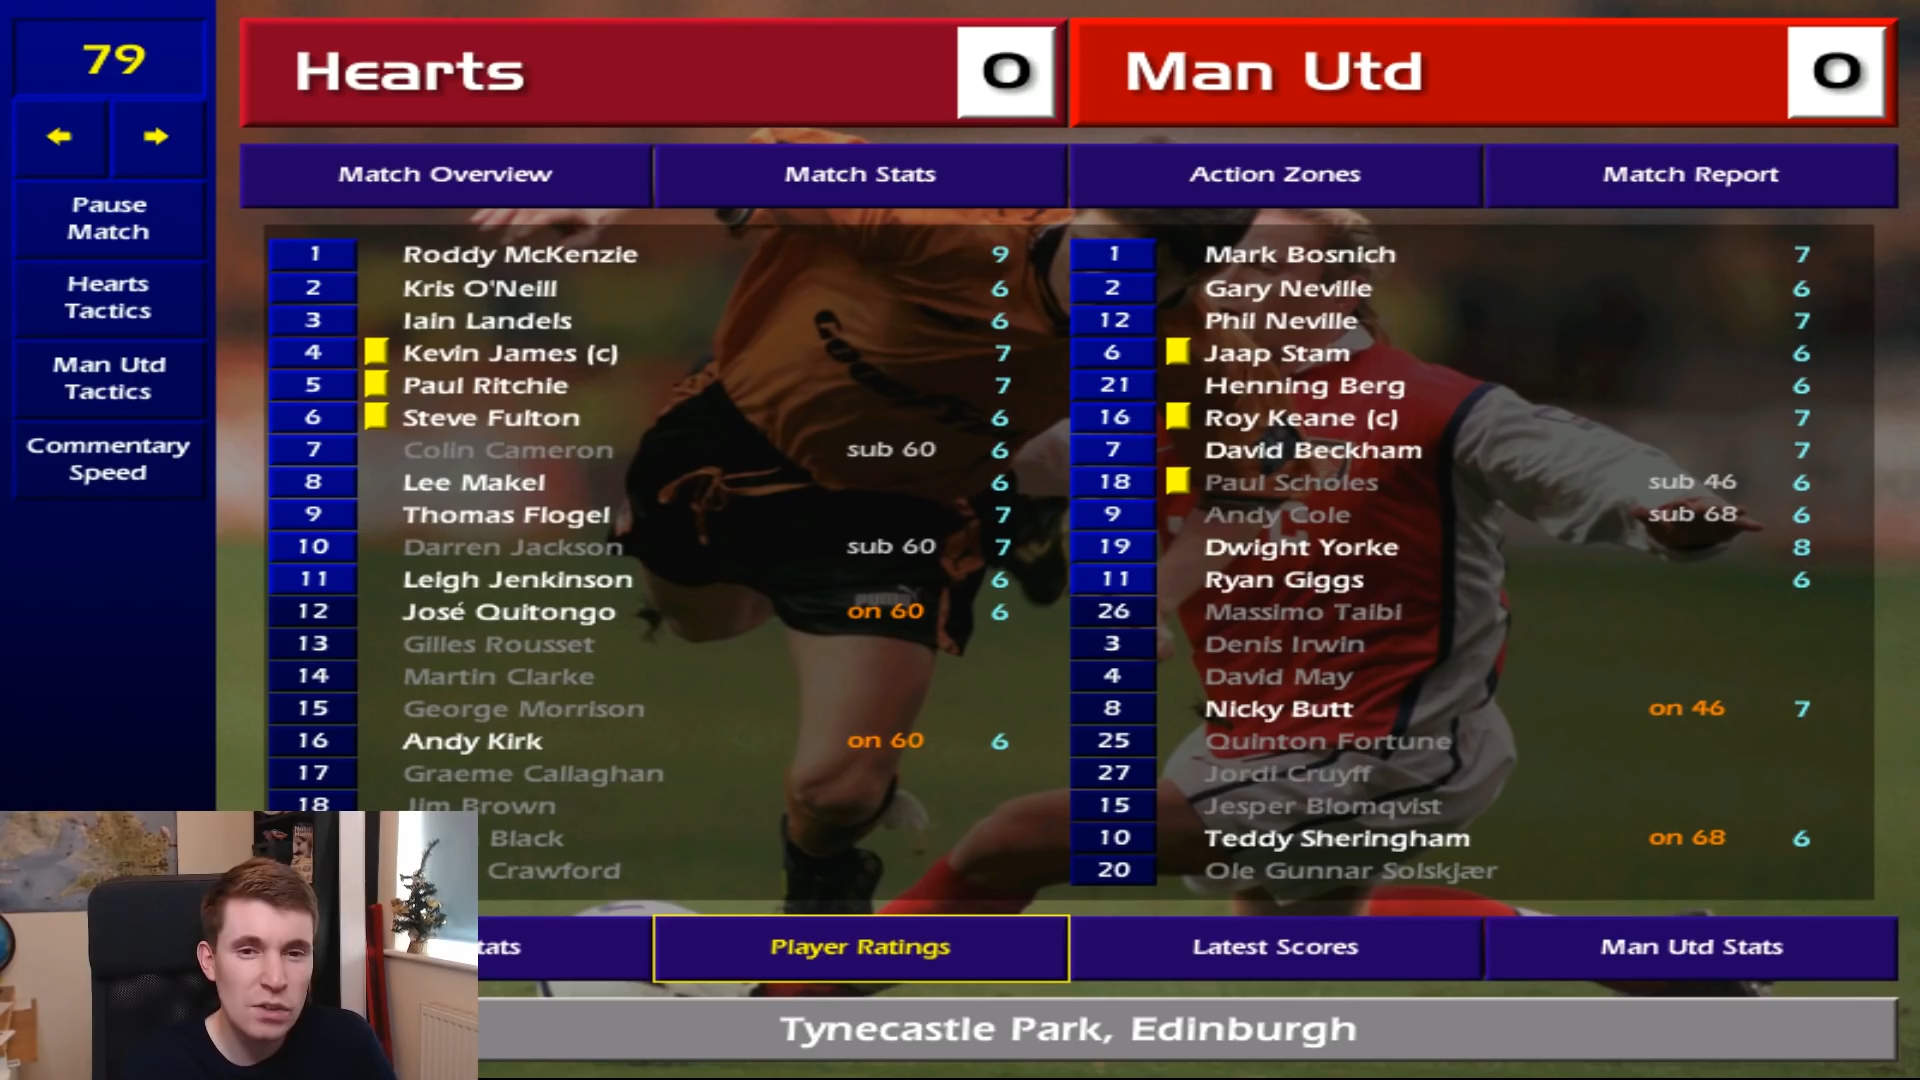 79
Hearts 0 Man Utd 0
Match Overview Match Stats Action Zones Match Report
Pause
Match
Hearts
Tactics
Man Utd
Tactics
Commentary
Speed
1 Roddy McKenzie 9 1 Mark Bosnich 7
2 Kris O'Neill 6 2 Gary Neville 6
3 Iain Landels 6 12 Phil Neville 7
4 Kevin James (c) 7 6 Jaap Stam 6
5 Paul Ritchie 7 21 Henning Berg 6
6 Steve Fulton 6 16 Roy Keane (c) 7
7 Colin Cameron sub 60 6 7 David Beckham 7
8 Lee Makel 6 18 Paul Scholes sub 46 6
9 Thomas Flogel 7 9 Andy Cole sub 68 6
10 Darren Jackson sub 60 7 19 Dwight Yorke 8
11 Leigh Jenkinson 6 11 Ryan Giggs 6
12 José Quitongo on 60 6 26 Massimo Taibi
13 Gilles Rousset 3 Denis Irwin
14 Martin Clarke 4 David May
15 George Morrison 8 Nicky Butt on 46 7
16 Andy Kirk on 60 6 25 Quinton Fortune
17 Graeme Callaghan 27 Jordi Cruyff
18 Jim Brown 15 Jesper Blomqvist
Black 10 Teddy Sheringham on 68 6
Crawford 20 Ole Gunnar Solskjær
tats Player Ratings Latest Scores Man Utd Stats
Tynecastle Park, Edinburgh